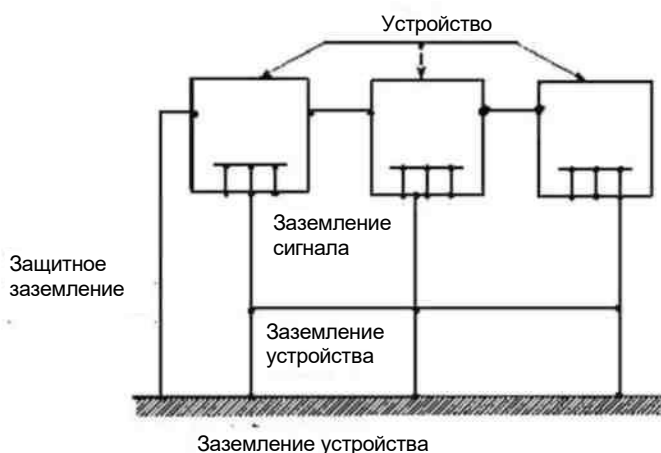 Устройство
Заземление
сигнала
Защитное
заземление
Заземление
устройства
Заземление устройства